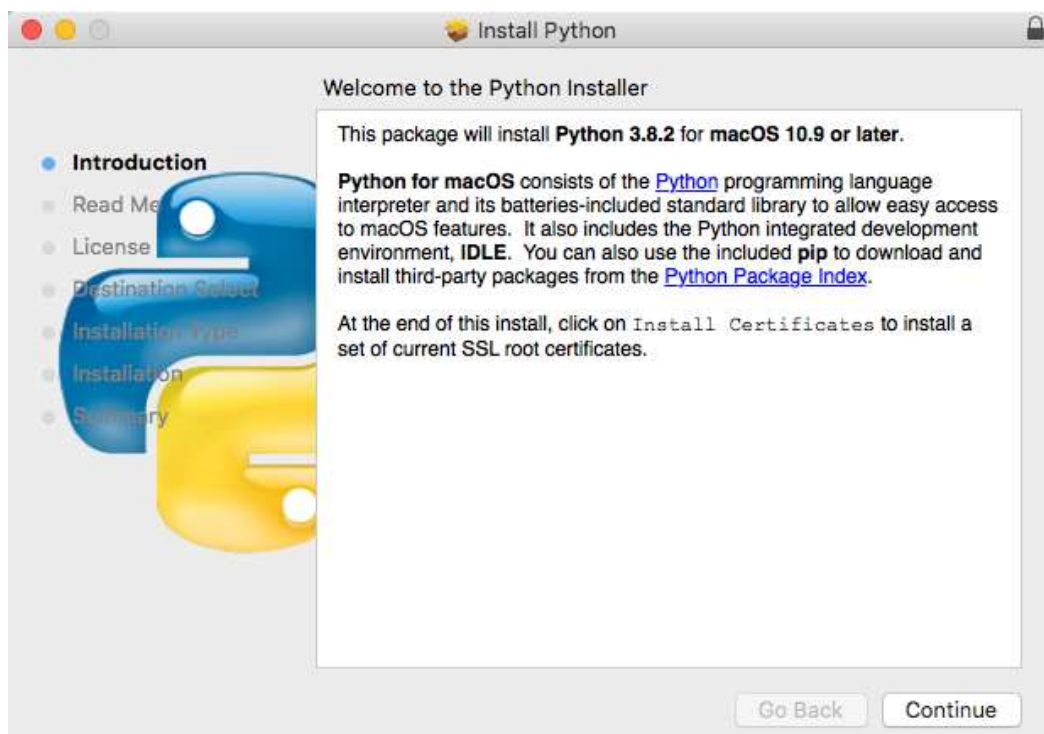 Install Python
Welcome to the Python Installer
Introduction
Read Me
License
Destination Select
Installation Type
Installation
Summary
This package will install Python 3.8.2 for macOS 10.9 or later.
Python for macOS consists of the Python programming language
interpreter and its batteries-included standard library to allow easy access
to macOS features. It also includes the Python integrated development
environment, IDLE. You can also use the included pip to download and
install third-party packages from the Python Package Index.
At the end of this install, click on Install Certificates to install a
set of current SSL root certificates.
Go Back
Continue